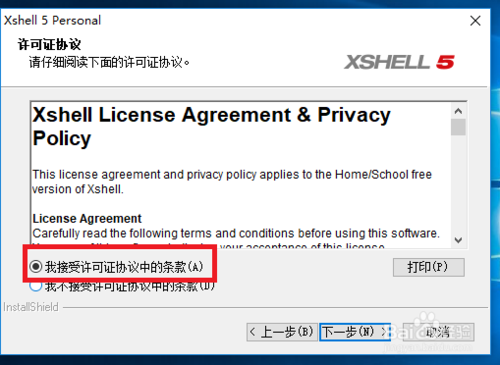 Xshell 5 Personal
许可证协议
请仔细阅读下面的许可证协议。
XSHELL 5
Xshell License Agreement & Privacy
Policy
This license agreement and privacy policy applies to the Home/School free
version of Xshell.
License Agreement
Carefully read the following terms and conditions before using this software.
your acceptance of this license
我接受许可证协议中的条款(A)
打印(P)
我不接受许可证协议中的条款(D)
InstallShield
< 上一步(B)
下一步(N) >
取消
Baidu